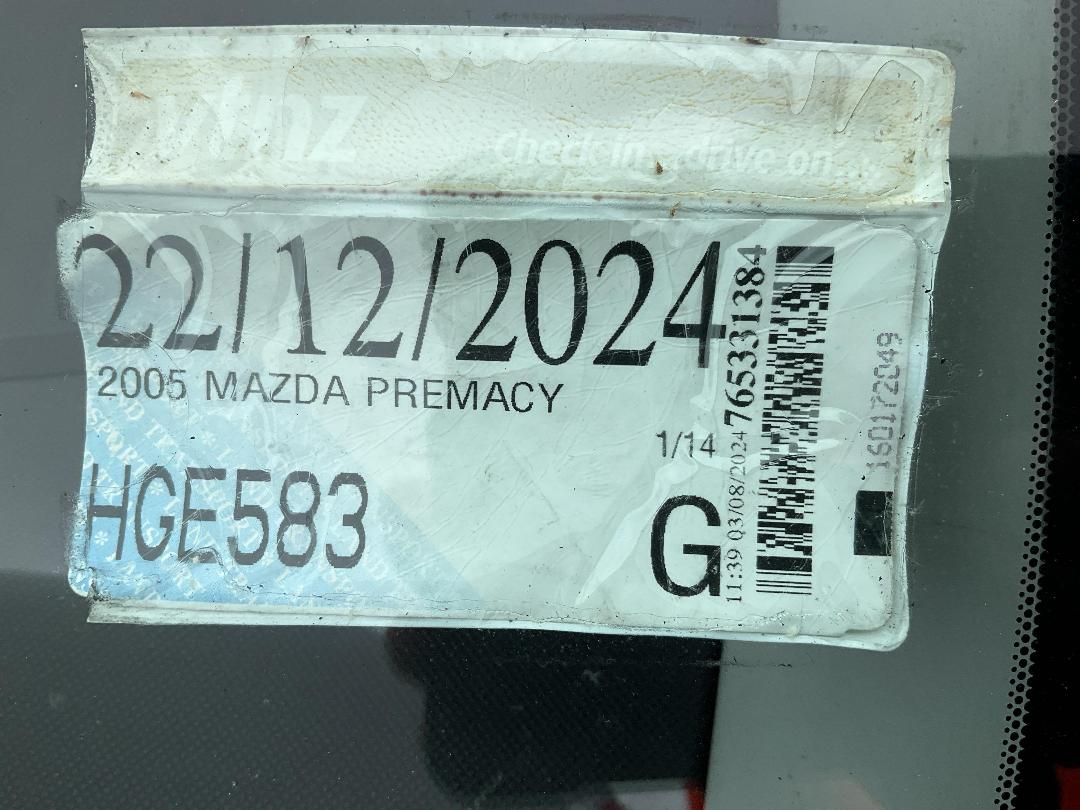 vtnz
Check in... drive on...
22/12/2024
2005 MAZDA PREMACY
1/14
HGE583
G
11:39 03/08/2024 765331384
160172049